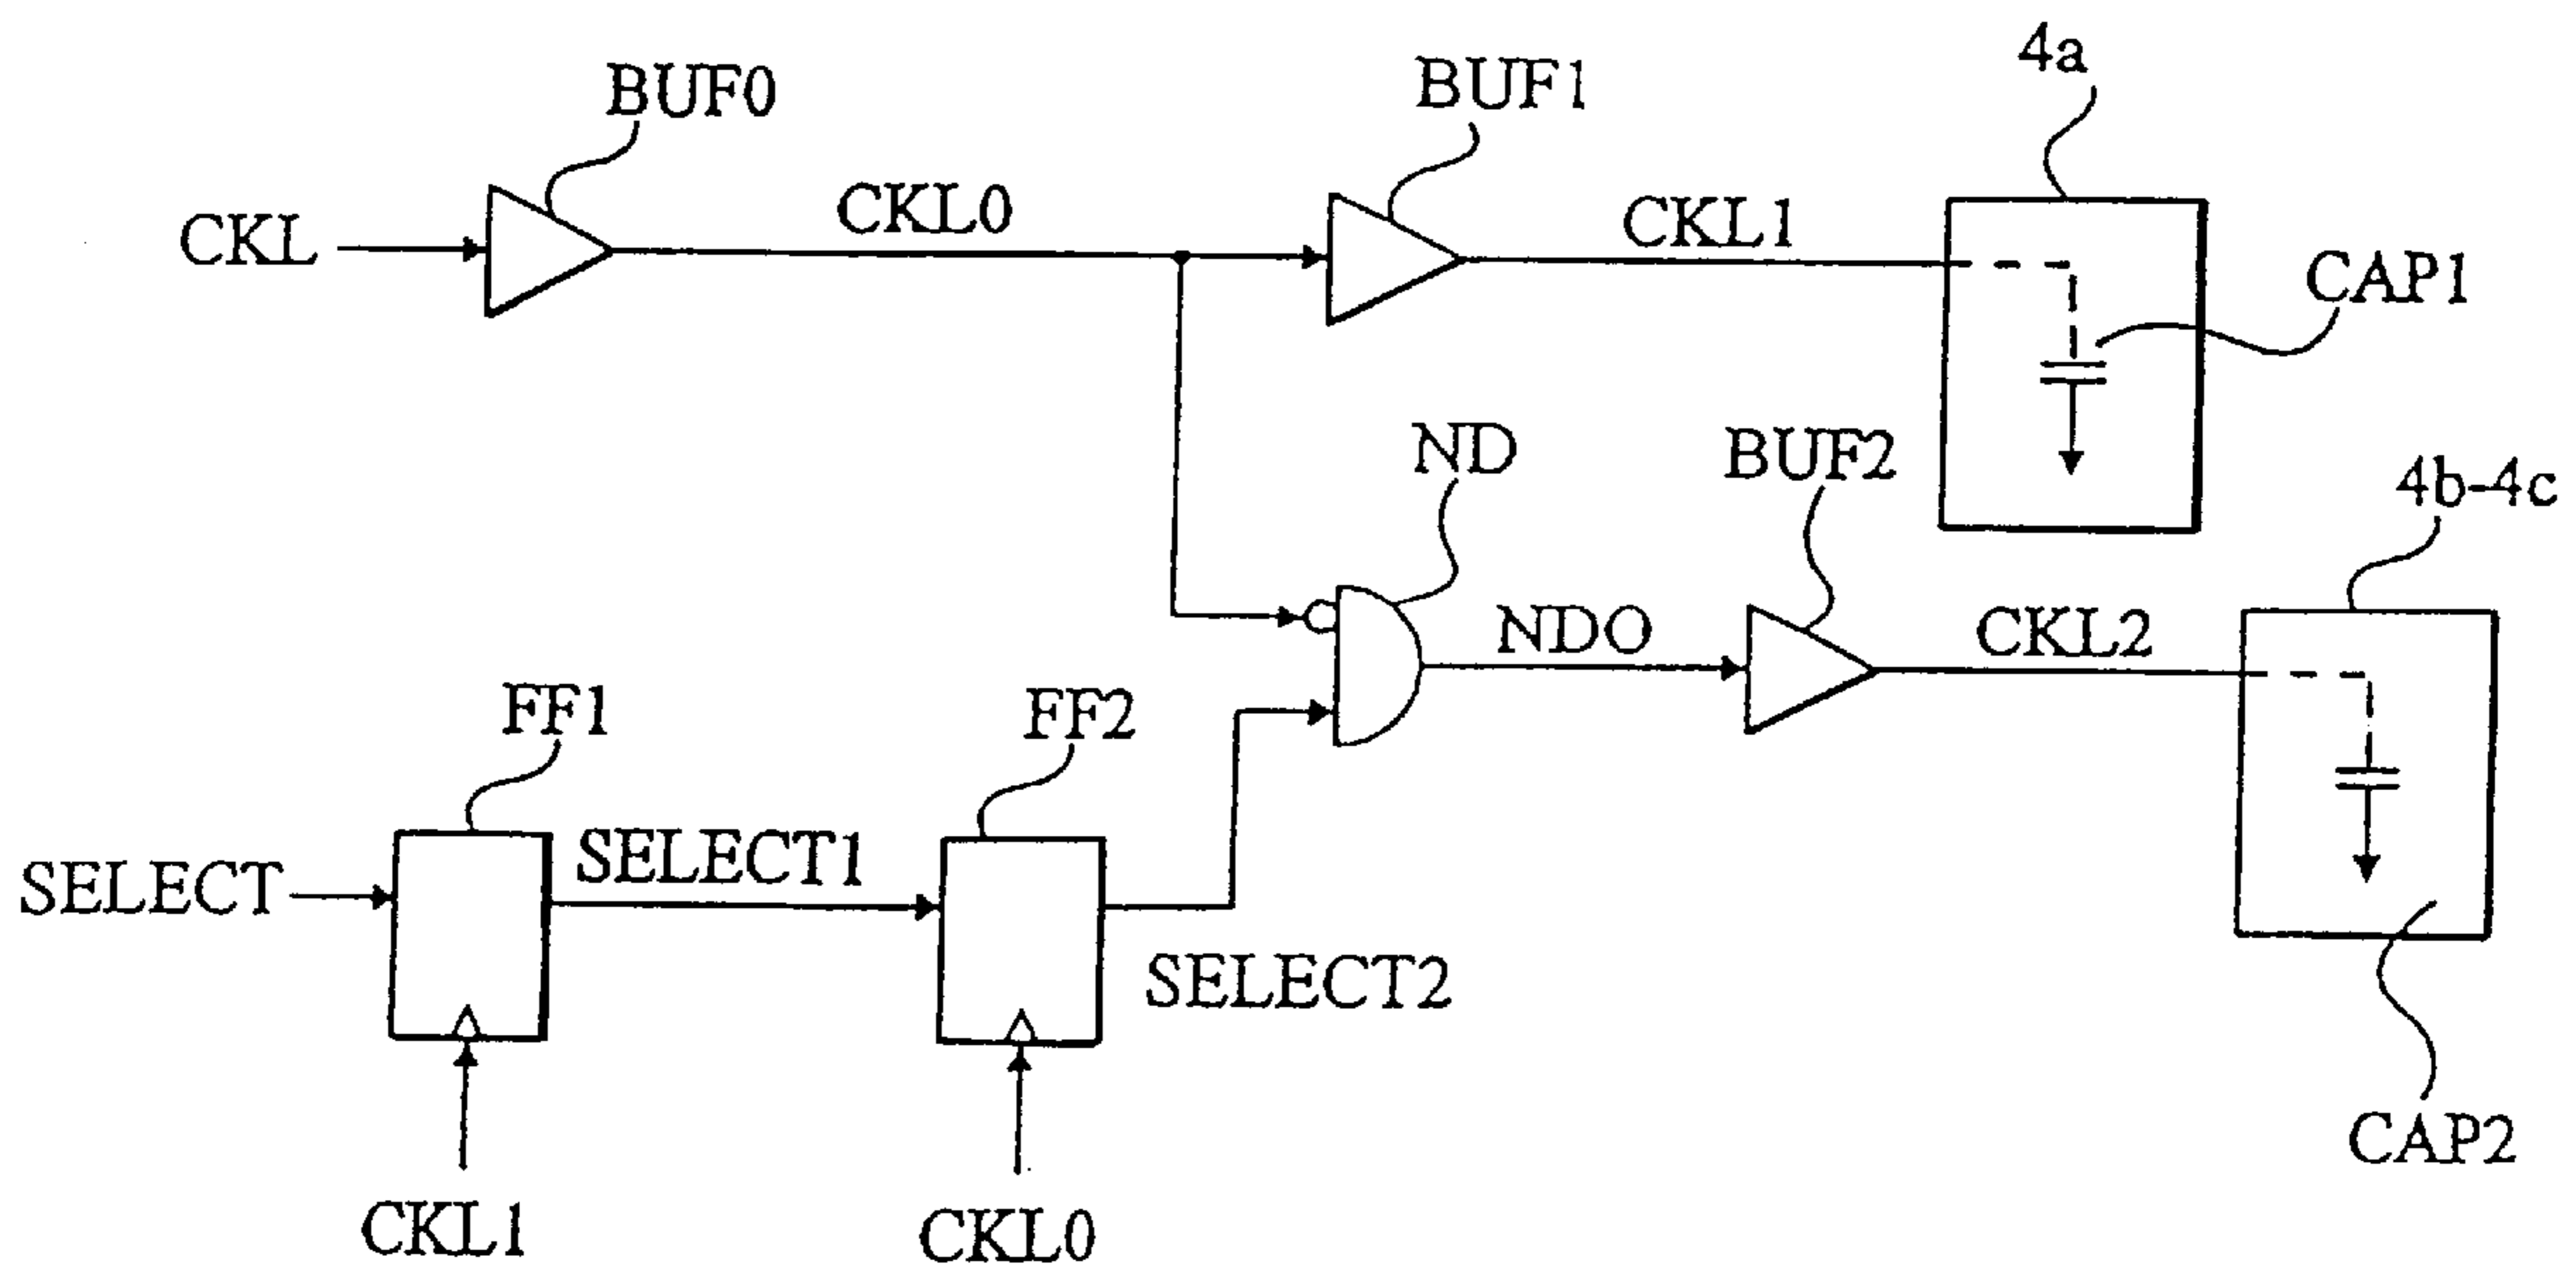 BUF0
BUF1
4a
CKL
CKL0
CKL1
CAP1
ND
BUF2
4b-4c
NDO
CKL2
FF1
FF2
SELECT
SELECT1
SELECT2
CAP2
CKL1
CKL0